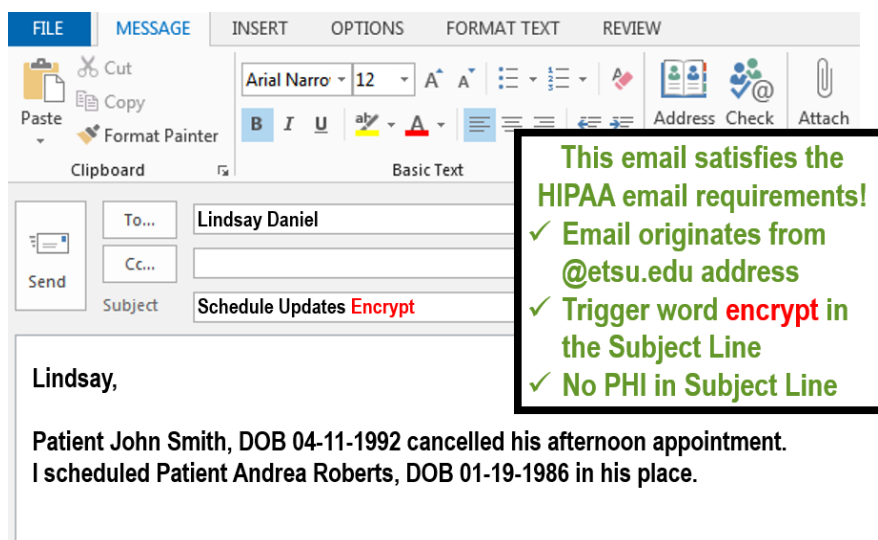 FILE MESSAGE INSERT OPTIONS FORMAT TEXT REVIEW
Cut
Copy
Paste
Format Painter
Clipboard
Arial Narro 12 A A
B I U aby A
Basic Text
Address Check Attach
This email satisfies the
HIPAA email requirements!
✓ Email originates from
@etsu.edu address
✓ Trigger word encrypt in
the Subject Line
✓ No PHI in Subject Line
To... Lindsay Daniel
Cc...
Send
Subject Schedule Updates Encrypt
Lindsay,
Patient John Smith, DOB 04-11-1992 cancelled his afternoon appointment.
I scheduled Patient Andrea Roberts, DOB 01-19-1986 in his place.